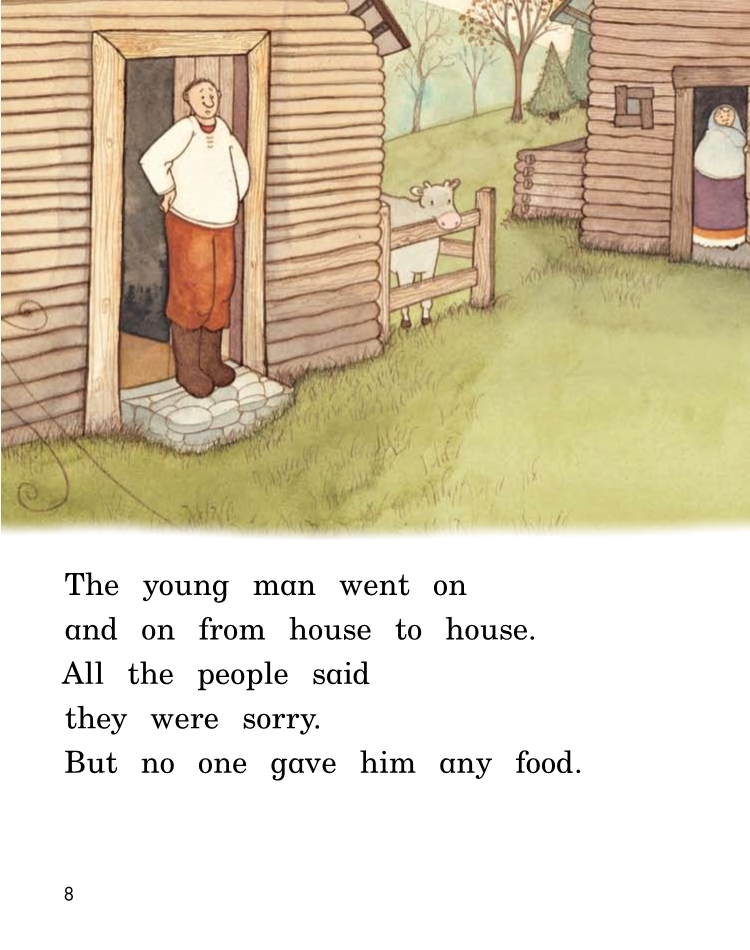 The young man went on
and on from house to house.
All the people said
they were sorry.
But no one gave him any food.
8